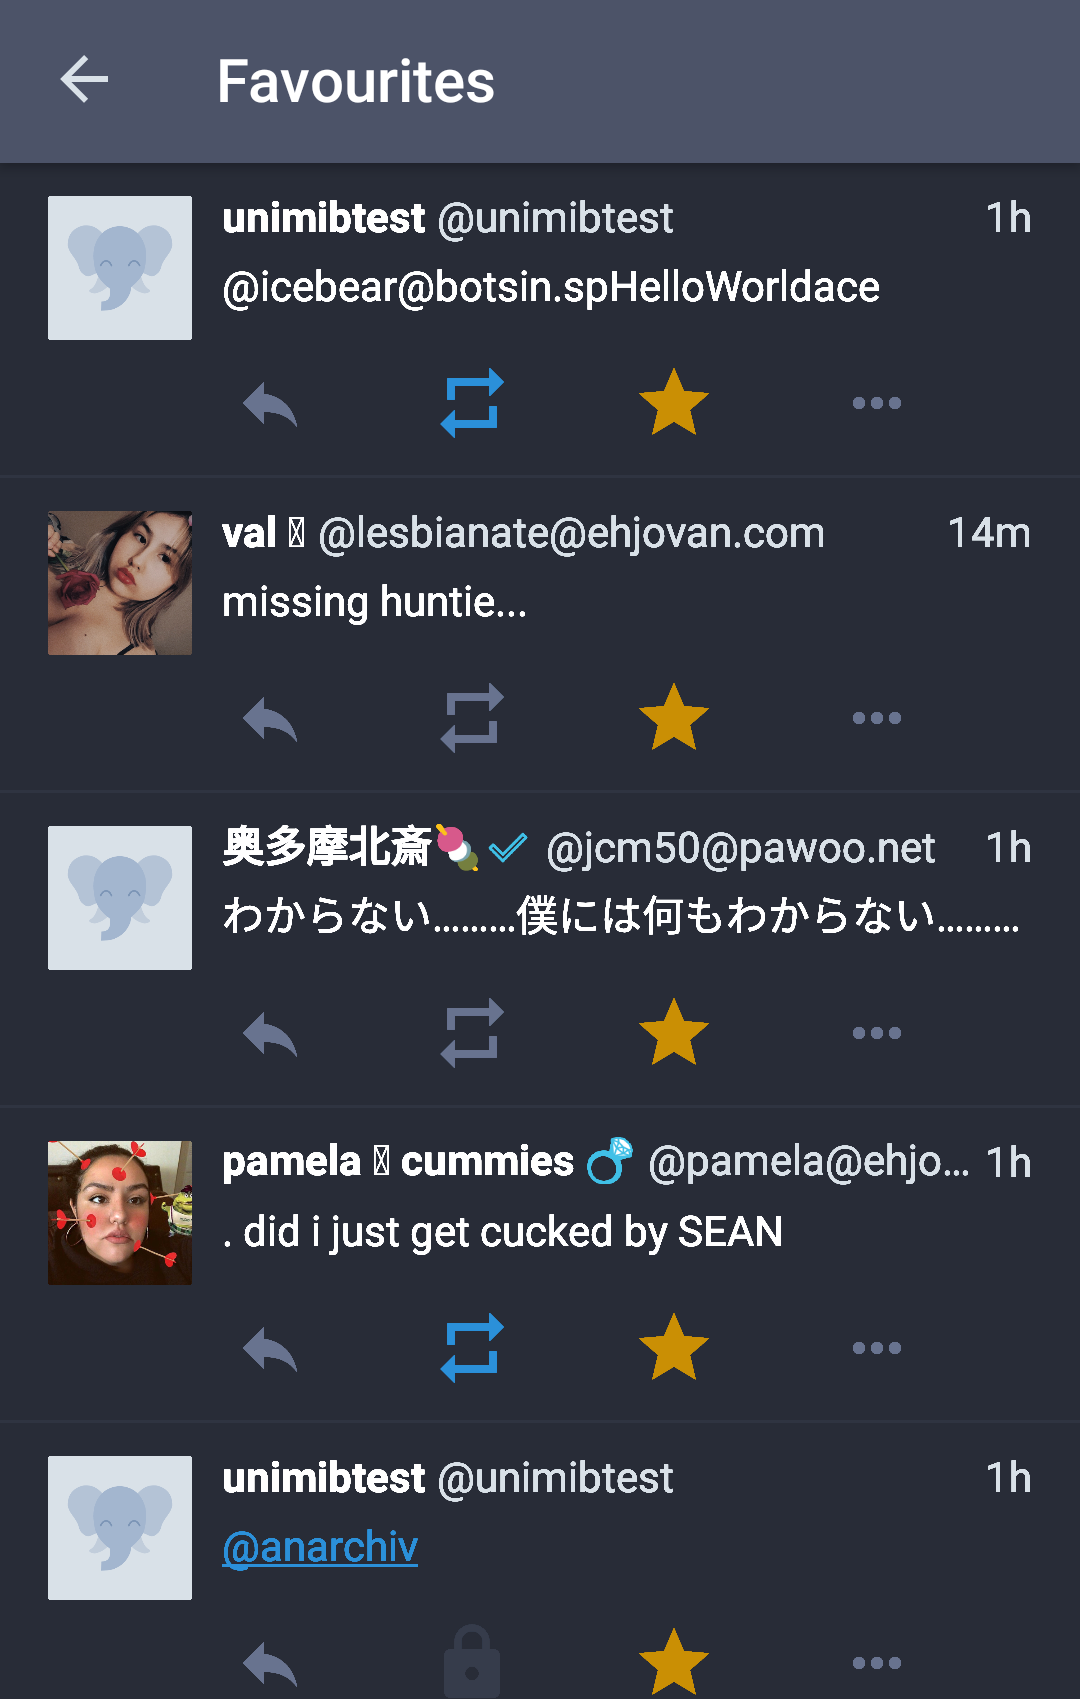 Favourites
unimibtest @unimibtest 1h
@icebear@botsin.spHelloWorldace
val @lesbianate@ehjovan.com 14m
missing huntie...
奥多摩北斎🍡✓ @jcm50@pawoo.net 1h
わからない………僕には何もわからない………
pamela cummies 💍 @pamela@ehjo… 1h
. did i just get cucked by SEAN
unimibtest @unimibtest 1h
@anarchiv